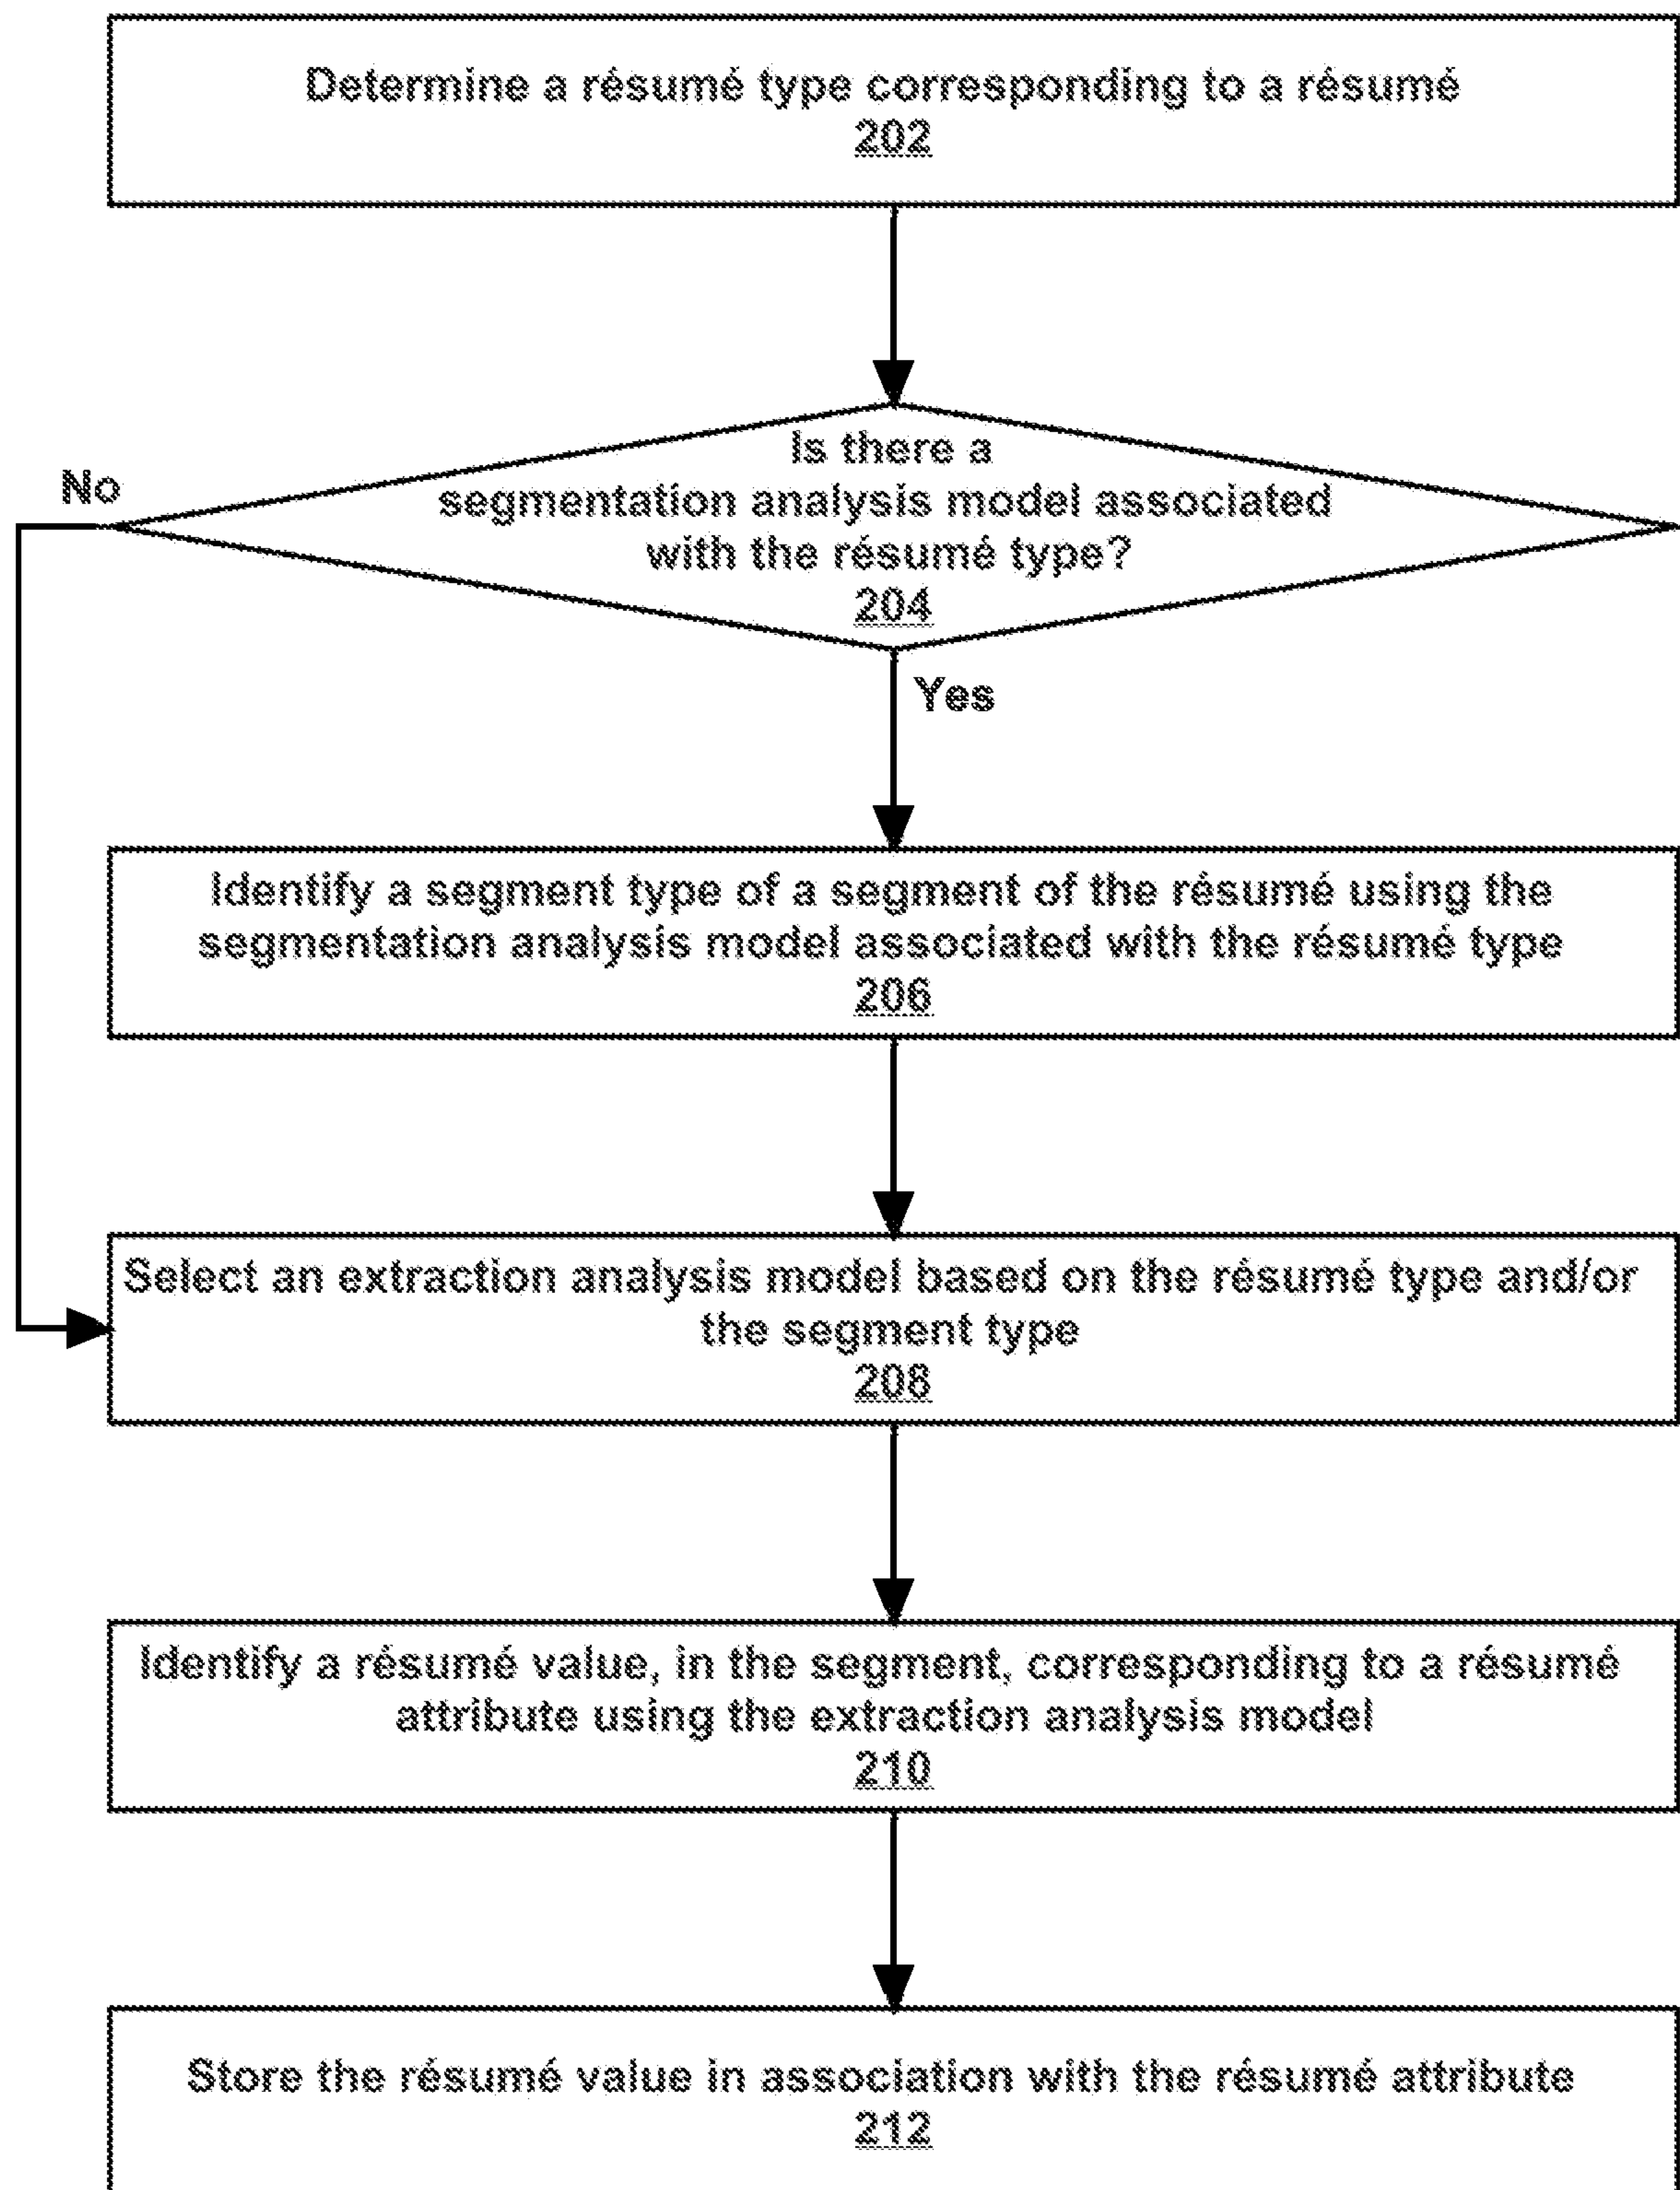 Determine a résumé type corresponding to a résumé
202
Is there a
segmentation analysis model associated
with the résumé type?
204
No
Yes
Identify a segment type of a segment of the résumé using the
segmentation analysis model associated with the résumé type
206
Select an extraction analysis model based on the résumé type and/or
the segment type
208
Identify a résumé value, in the segment, corresponding to a résumé
attribute using the extraction analysis model
210
Store the résumé value in association with the résumé attribute
212